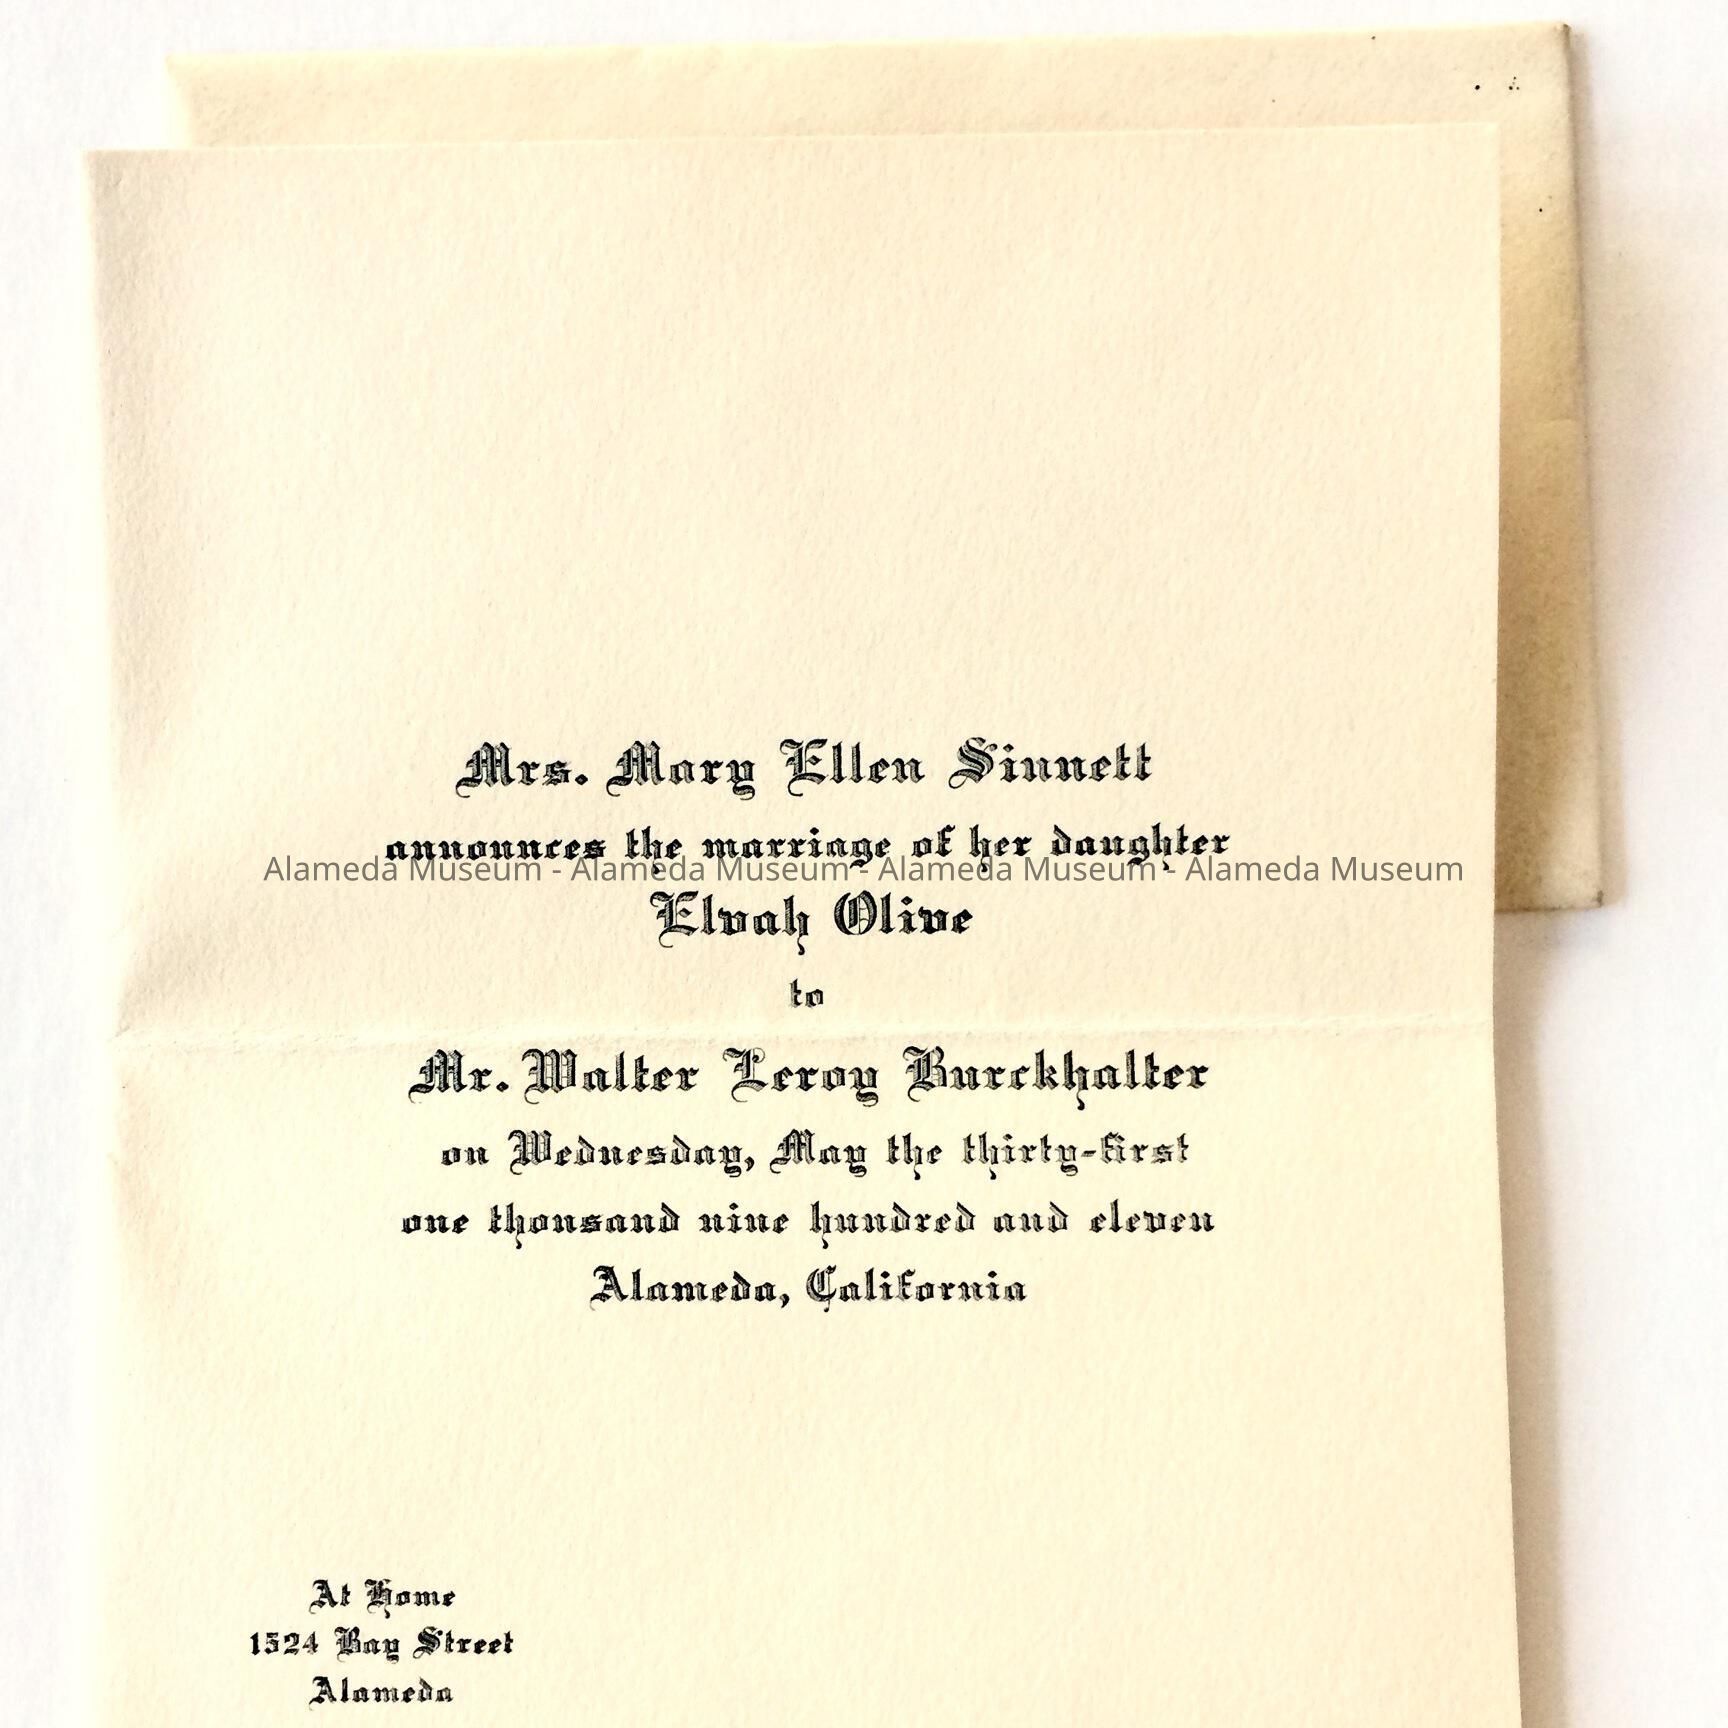 Mrs. Mary Ellen Sinnett
announces the marriage of her daughter
Alameda Museum - Alameda Museum - Alameda Museum - Alameda Museum
Elvah Olive
to
Mr. Walter Leroy Burckhalter
on Wednesday, May the thirty-first
one thousand nine hundred and eleven
Alameda, California
At Home
1524 Bay Street
Alameda